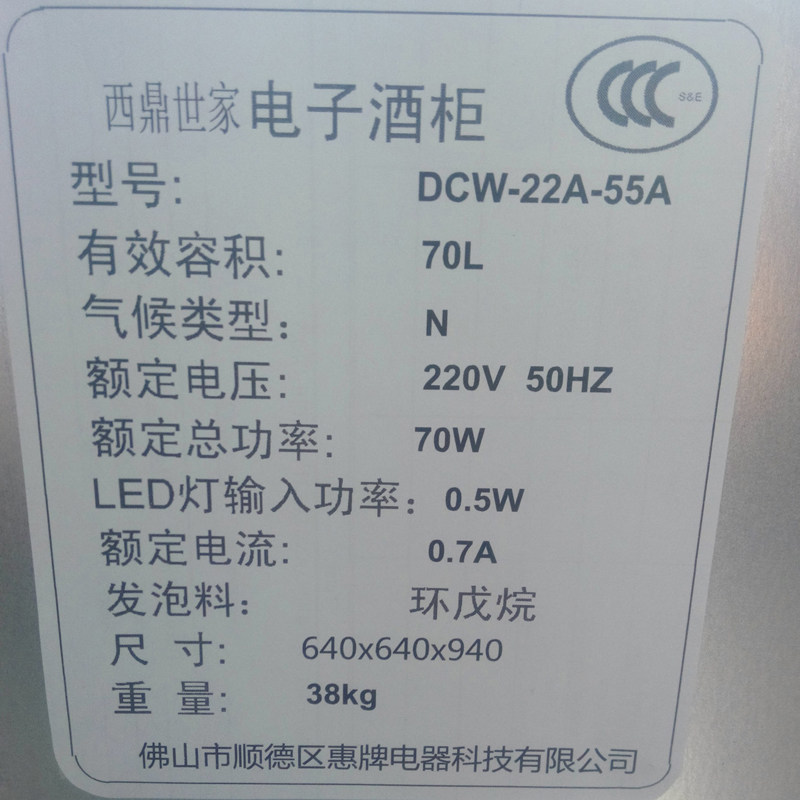 西鼎世家电子酒柜
CCC S&E
型号: DCW-22A-55A
有效容积: 70L
气候类型: N
额定电压: 220V 50HZ
额定总功率: 70W
LED灯输入功率: 0.5W
额定电流: 0.7A
发泡料: 环戊烷
尺 寸: 640x640x940
重 量: 38kg
佛山市顺德区惠牌电器科技有限公司